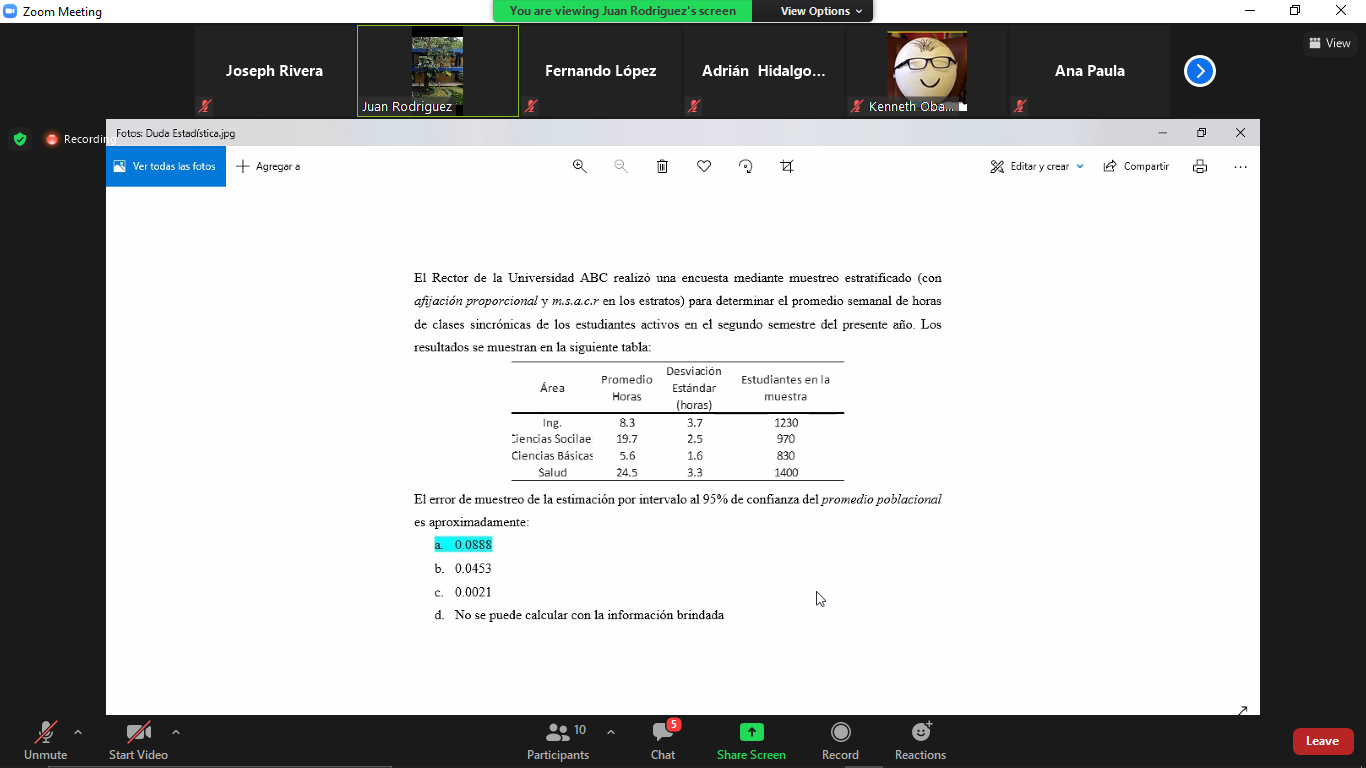 Zoom Meeting
You are viewing Juan Rodriguez's screen
View Options
View
Joseph Rivera
Juan Rodriguez
Fernando López
Adrián Hidalgo...
Kenneth Oba...
Ana Paula
Recording
Fotos: Duda Estadística.jpg
Ver todas las fotos
Agregar a
Editar y crear
Compartir
El Rector de la Universidad ABC realizó una encuesta mediante muestreo estratificado (con
afijación proporcional y m.s.a.c.r en los estratos) para determinar el promedio semanal de horas
de clases sincrónicas de los estudiantes activos en el segundo semestre del presente año. Los
resultados se muestran en la siguiente tabla:
Área Promedio Horas Desviación Estándar (horas) Estudiantes en la muestra
Ing. 8.3 3.7 1230
Ciencias Socilae 19.7 2.5 970
Ciencias Básicas 5.6 1.6 830
Salud 24.5 3.3 1400
El error de muestreo de la estimación por intervalo al 95% de confianza del promedio poblacional
es aproximadamente:
a. 0.0888
b. 0.0453
c. 0.0021
d. No se puede calcular con la información brindada
Unmute
Start Video
10
Participants
5
Chat
Share Screen
Record
Reactions
Leave